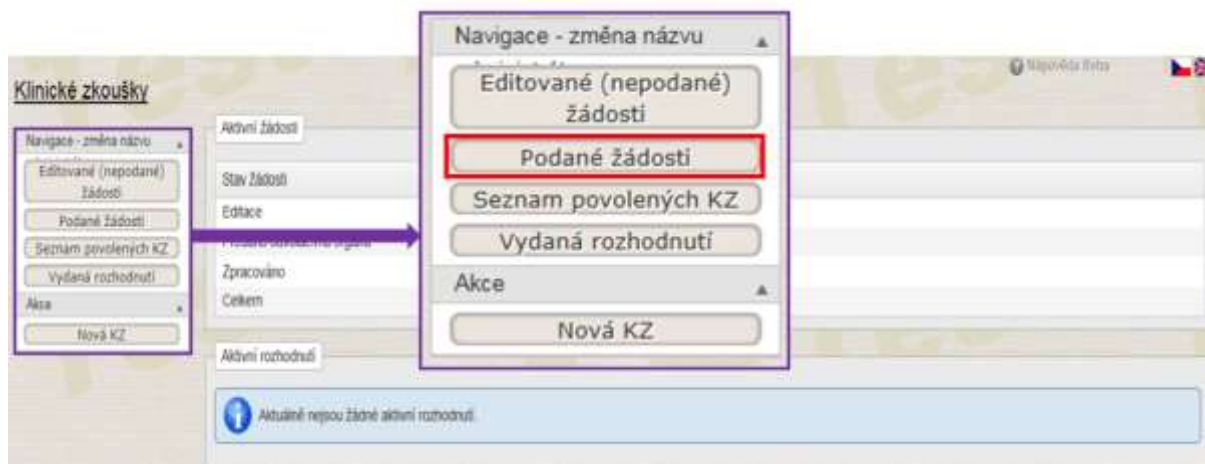 Klinické zkoušky
Nápověda
Navigace - změna názvu
Editované (nepodané)
žádosti
Podané žádosti
Seznam povolených KZ
Vydaná rozhodnutí
Akce
Nová KZ
Aktivní žádosti
Stav žádosti
Editace
Zpracováno
Celkem
Aktivní rozhodnutí
Aktuálně nejsou žádné aktivní rozhodnutí.
Navigace - změna názvu
Editované (nepodané)
žádosti
Podané žádosti
Seznam povolených KZ
Vydaná rozhodnutí
Akce
Nová KZ